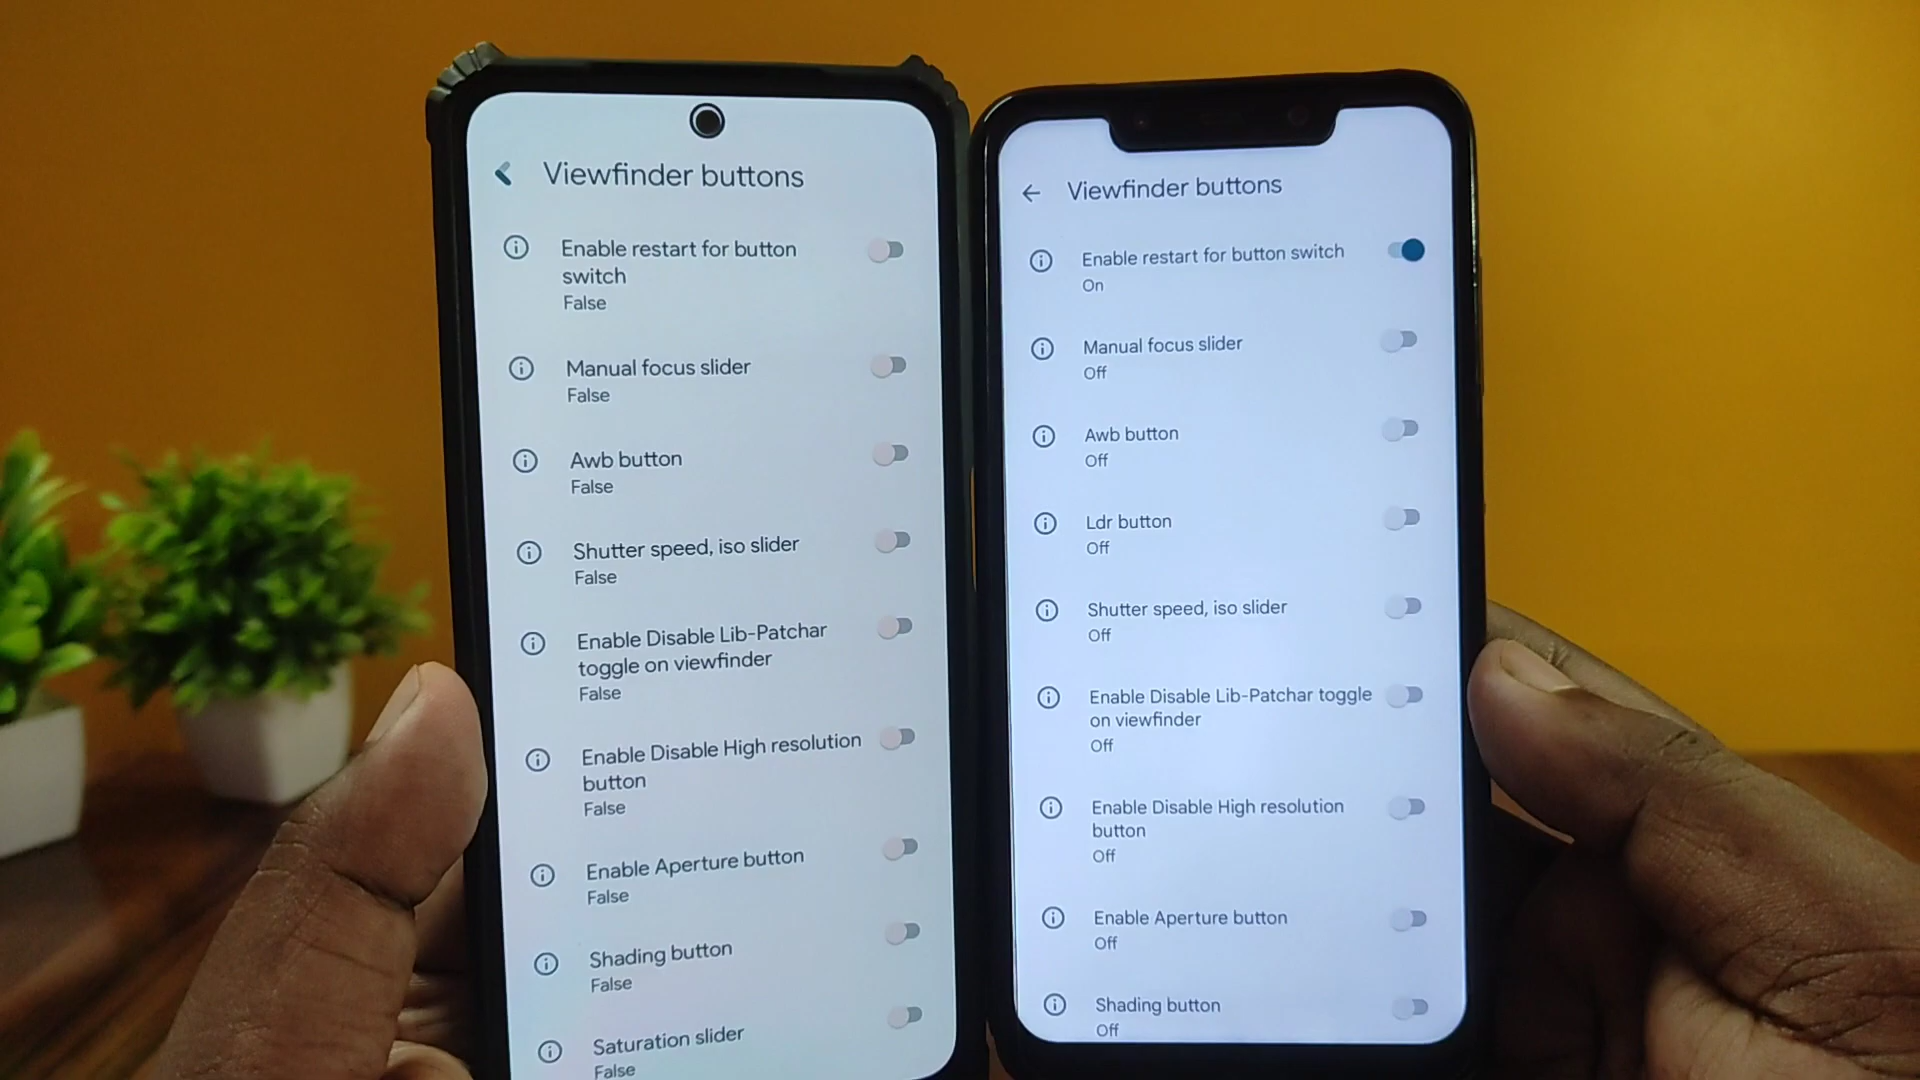 Viewfinder buttons
Enable restart for button
switch
False
Manual focus slider
False
Awb button
False
Shutter speed, iso slider
False
Enable Disable Lib-Patchar
toggle on viewfinder
False
Enable Disable High resolution
button
False
Enable Aperture button
False
Shading button
False
Saturation slider
False
Viewfinder buttons
Enable restart for button switch
On
Manual focus slider
Off
Awb button
Off
Ldr button
Off
Shutter speed, iso slider
Off
Enable Disable Lib-Patchar toggle
on viewfinder
Off
Enable Disable High resolution
button
Off
Enable Aperture button
Off
Shading button
Off